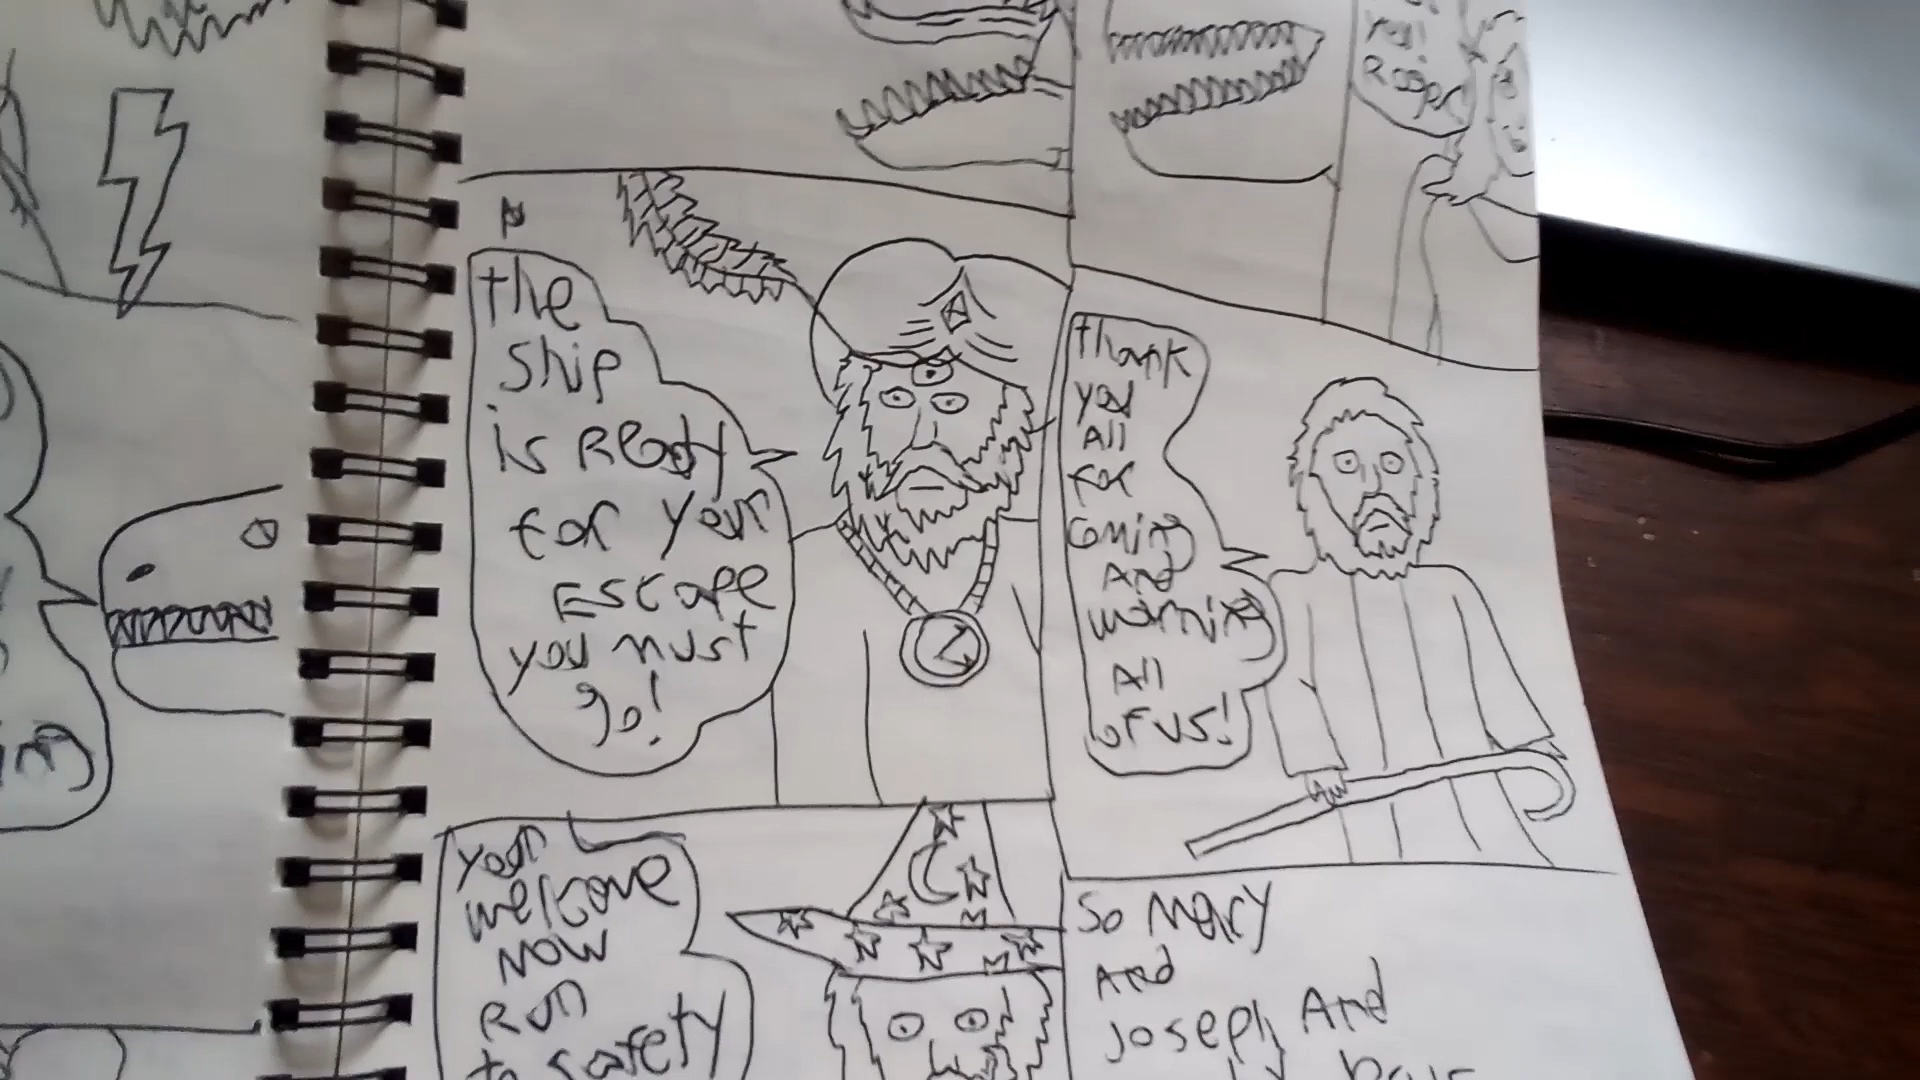 yes!
Roger
the
ship
is Ready
for your
Escape
you must
go!
thank
you
All
for
coming
And
warning
All
of us!
your
welcome
NOW
RUN
to safety
So Mary
And
Joseph And